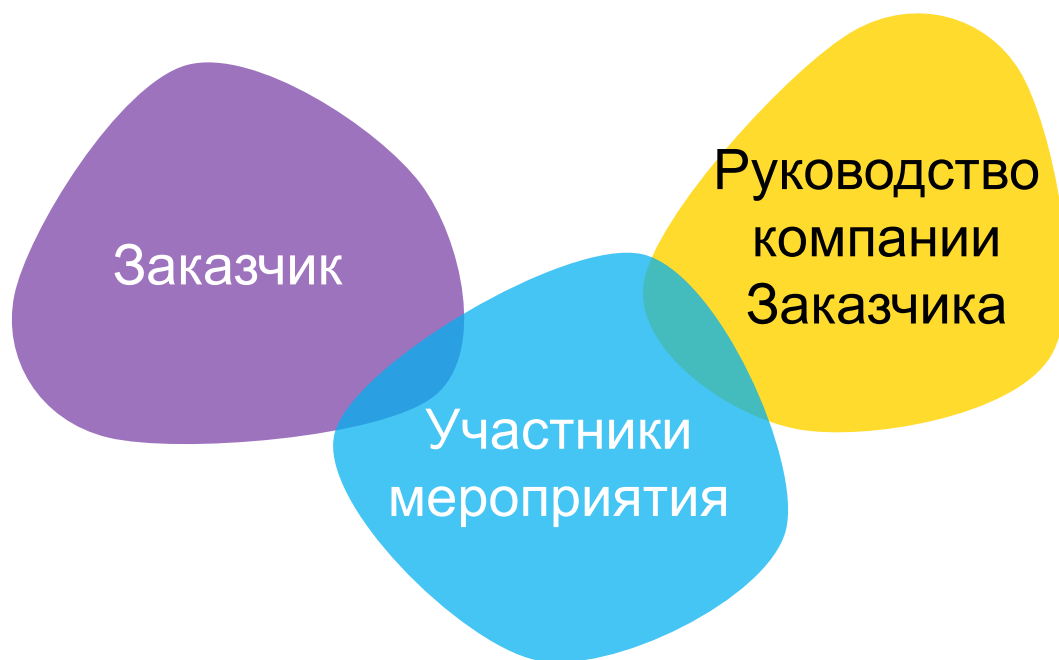 Заказчик
Участники
мероприятия
Руководство
компании
Заказчика